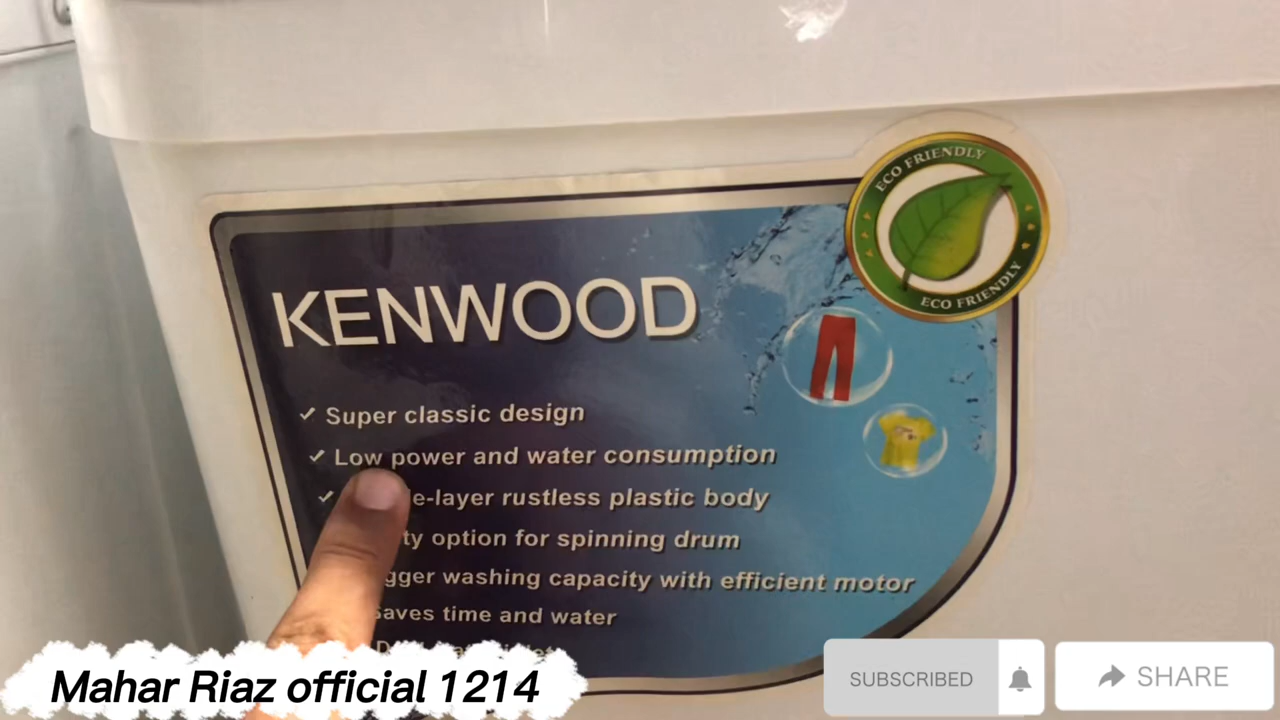 ECO FRIENDLY
ECO FRIENDLY
KENWOOD
✓ Super classic design
✓ Low power and water consumption
✓ e-layer rustless plastic body
ty option for spinning drum
gger washing capacity with efficient motor
saves time and water
Mahar Riaz official 1214
SUBSCRIBED
SHARE